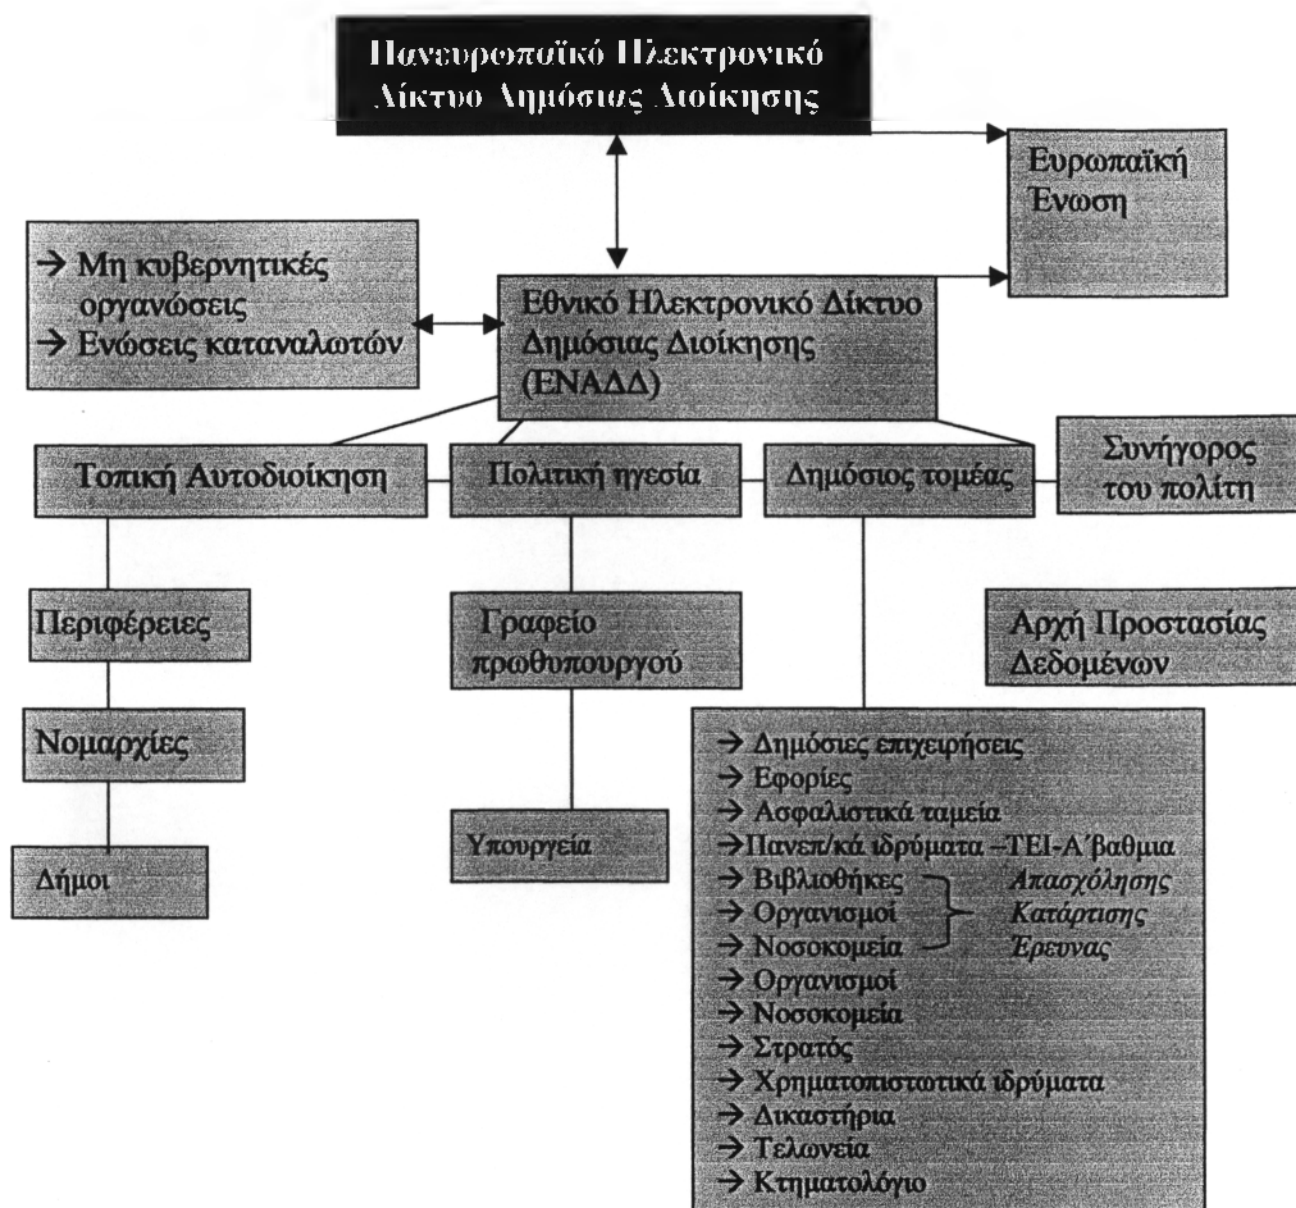 Πανευρωπαϊκό Ηλεκτρονικό
Δίκτυο Δημόσιας Διοίκησης
Ευρωπαϊκή
Ένωση
→ Μη κυβερνητικές
οργανώσεις
→ Ενώσεις καταναλωτών
Εθνικό Ηλεκτρονικό Δίκτυο
Δημόσιας Διοίκησης
(ΕΝΑΔΔ)
Τοπική Αυτοδιοίκηση
Πολιτική ηγεσία
Δημόσιος τομέας
Συνήγορος
του πολίτη
Περιφέρειες
Γραφείο
πρωθυπουργού
Αρχή Προστασίας
Δεδομένων
Νομαρχίες
Υπουργεία
Δήμοι
→ Δημόσιες επιχειρήσεις
→ Εφορίες
→ Ασφαλιστικά ταμεία
→Πανεπ/κά ιδρύματα –ΤΕΙ-Α΄βαθμια
→ Βιβλιοθήκες Απασχόλησης
→ Οργανισμοί Κατάρτισης
→ Νοσοκομεία Έρευνας
→ Οργανισμοί
→ Νοσοκομεία
→ Στρατός
→ Χρηματοπιστωτικά ιδρύματα
→ Δικαστήρια
→ Τελωνεία
→ Κτηματολόγιο